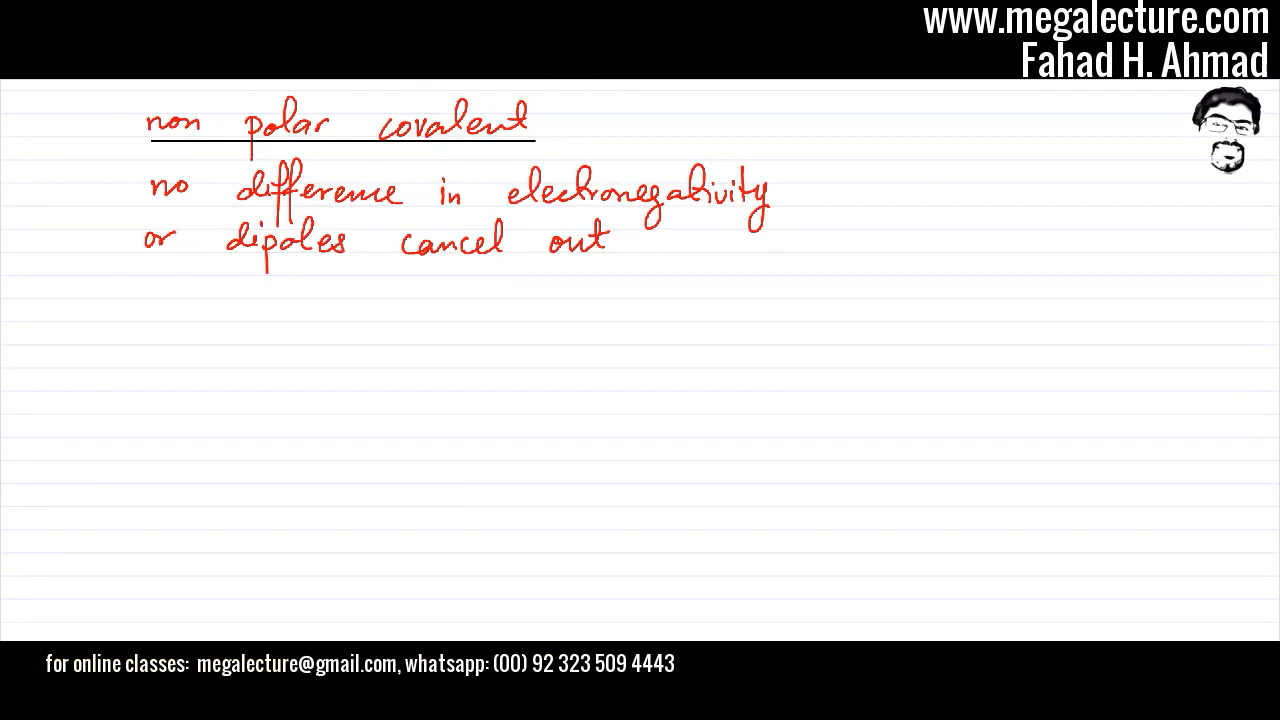 www.megalecture.com
Fahad H. Ahmad
non polar covalent
no difference in electronegativity
or dipoles cancel out
for online classes: megalecture@gmail.com, whatsapp: (00) 92 323 509 4443